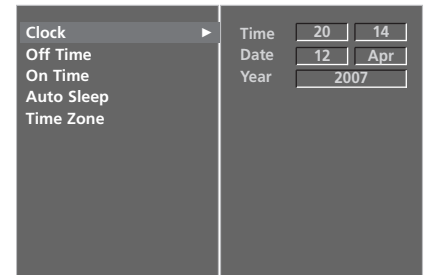 Clock ►
Off Time
On Time
Auto Sleep
Time Zone
Time 20 14
Date 12 Apr
Year 2007